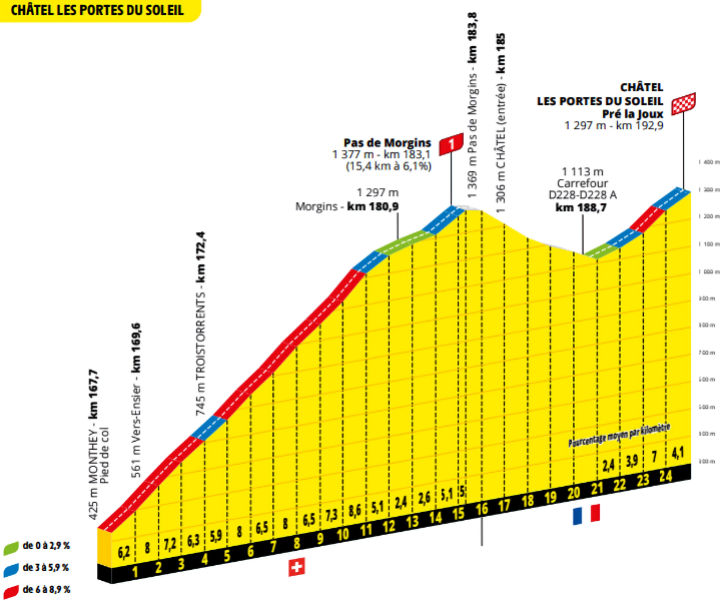 CHÂTEL LES PORTES DU SOLEIL
425 m MONTHEY - km 167,7
Pied de col
561 m Vers-Ensier - km 169,6
745 m TROISTORRENTS - km 172,4
1 297 m
Morgins - km 180,9
Pas de Morgins
1 377 m - km 183,1
(15,4 km à 6,1%)
1
1 369 m Pas de Morgins - km 183,8
1 306 m CHÂTEL (entrée) - km 185
1 113 m
Carrefour
D228-D228 A
km 188,7
CHÂTEL
LES PORTES DU SOLEIL
Pré la Joux
1 297 m - km 192,9
1 400 m
1 300 m
1 200 m
1 100 m
1 000 m
900 m
800 m
700 m
600 m
500 m
Pourcentage moyen par kilomètre
6,2 8 7,2 6,3 5,9 8 6,5 8 6,5 7,3 8,6 5,1 2,4 2,6 5,1 5 2,4 3,9 7 4,1
1 2 3 4 5 6 7 8 9 10 11 12 13 14 15 16 17 18 19 20 21 22 23 24
de 0 à 2,9 %
de 3 à 5,9 %
de 6 à 8,9 %